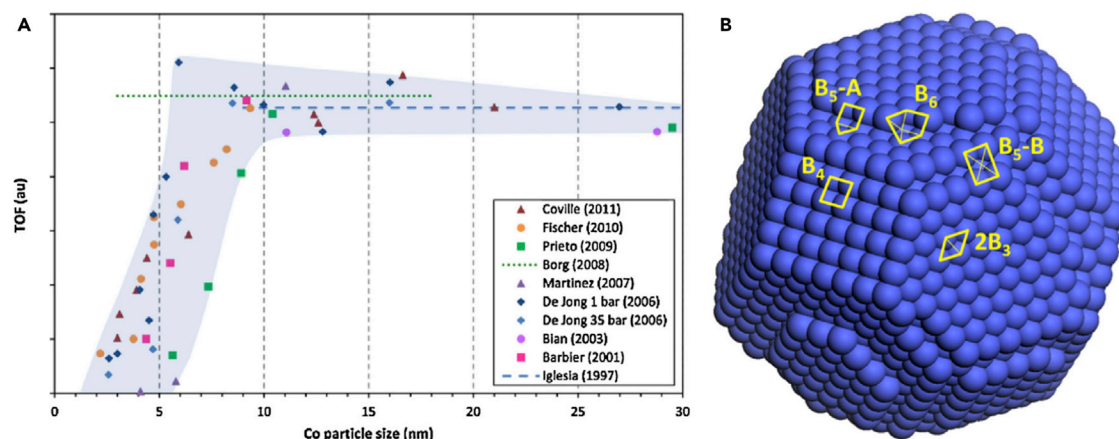 A
TOF (au)
Coville (2011)
Fischer (2010)
Prieto (2009)
Borg (2008)
Martinez (2007)
De Jong 1 bar (2006)
De Jong 35 bar (2006)
Bian (2003)
Barbier (2001)
Iglesia (1997)
0 5 10 15 20 25 30
Co particle size (nm)
B
B₅-A
B₆
B₅-B
B₄
2B₃